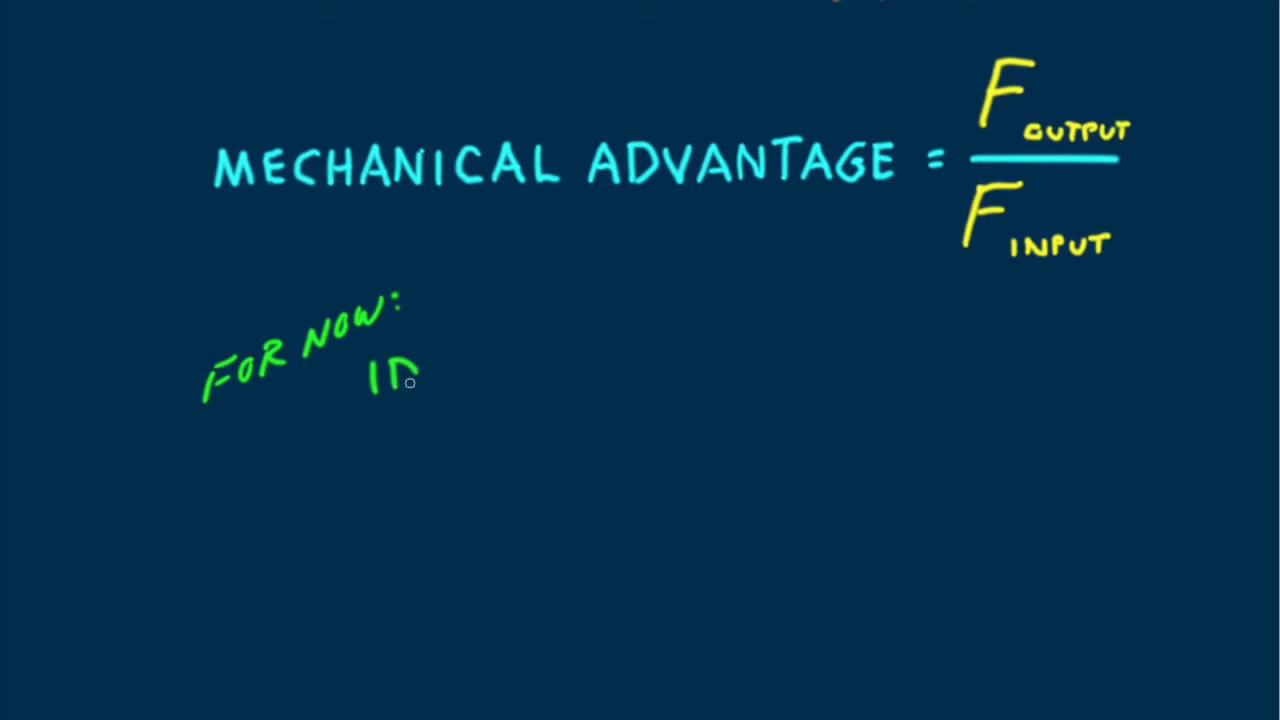 F OUTPUT
MECHANICAL ADVANTAGE =
F INPUT
FOR NOW: